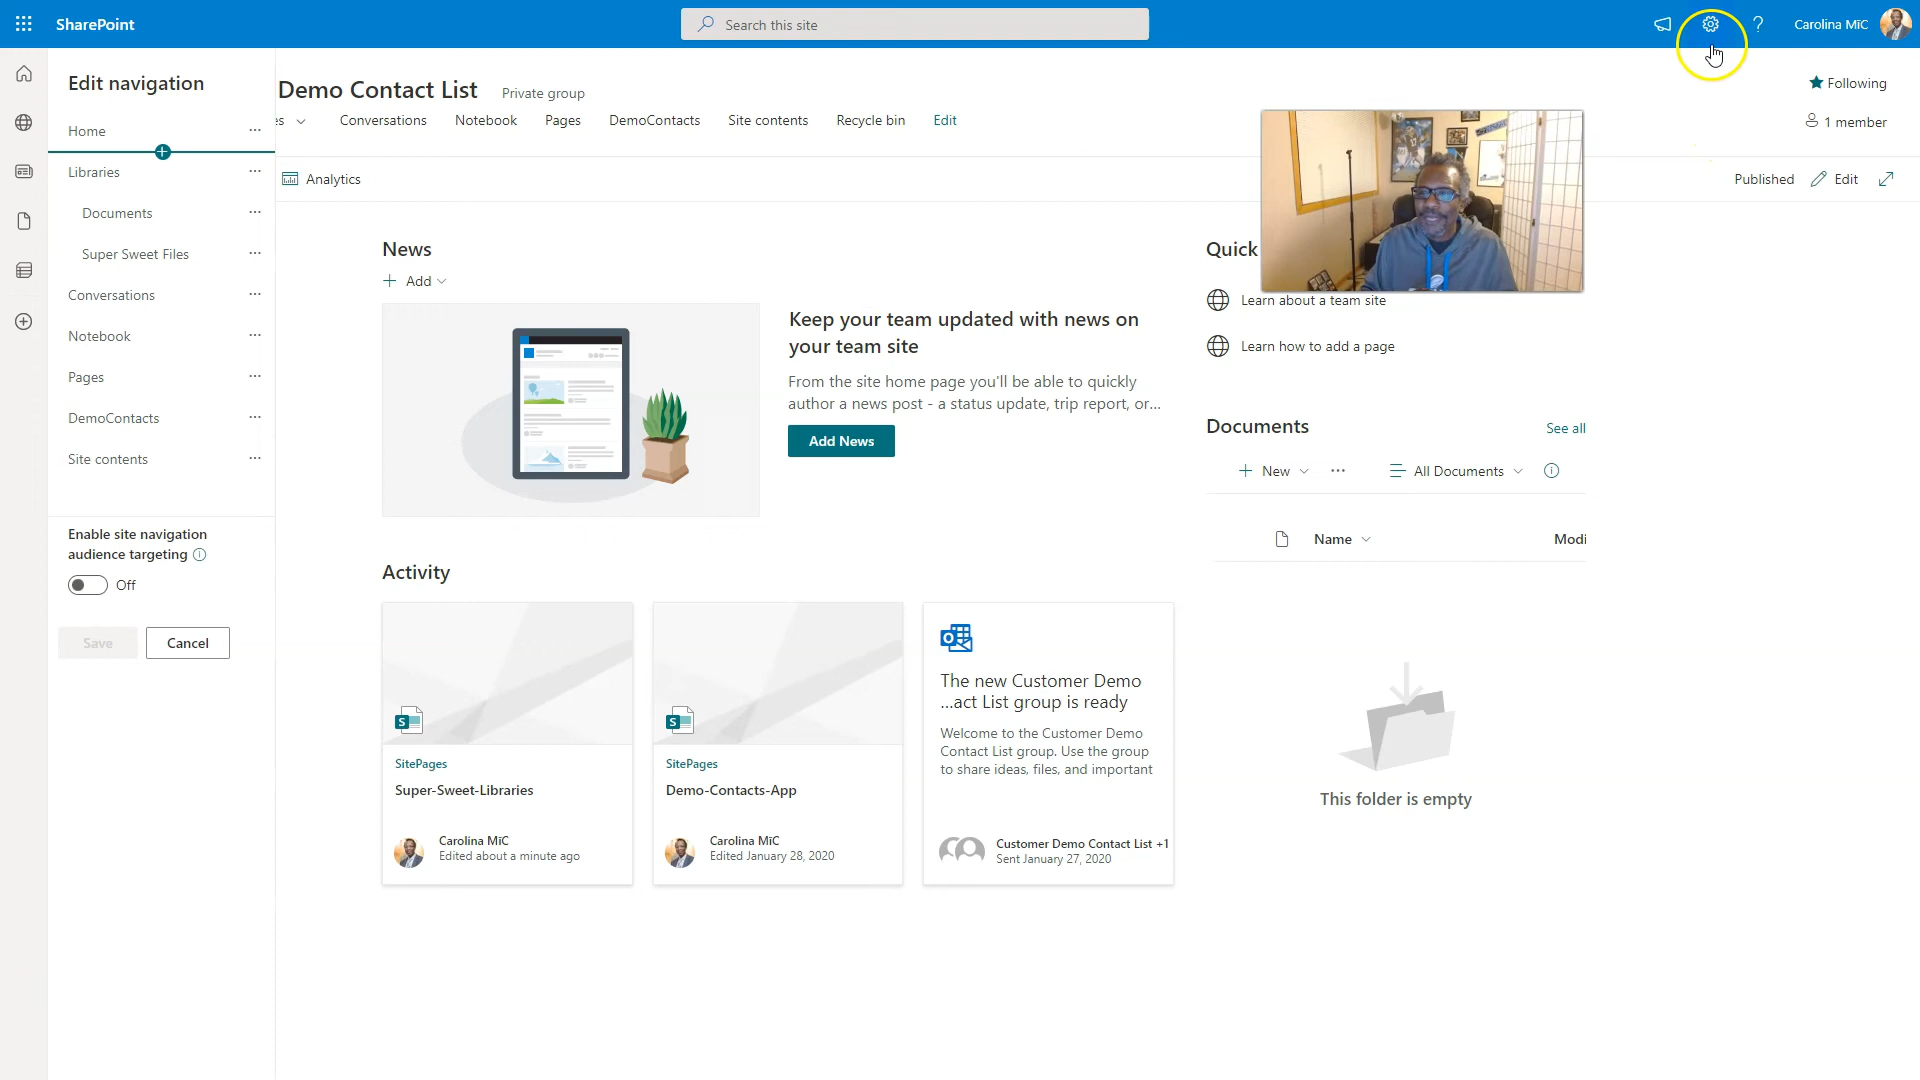 SharePoint
Search this site
Carolina MiC
Edit navigation
Home
Libraries
Documents
Super Sweet Files
Conversations
Notebook
Pages
DemoContacts
Site contents
Enable site navigation
audience targeting
Off
Save
Cancel
Demo Contact List
Private group
Following
es
Conversations
Notebook
Pages
DemoContacts
Site contents
Recycle bin
Edit
1 member
Analytics
Published
Edit
News
Add
Keep your team updated with news on
your team site
From the site home page you'll be able to quickly
author a news post - a status update, trip report, or...
Add News
Activity
SitePages
Super-Sweet-Libraries
Carolina MiC
Edited about a minute ago
SitePages
Demo-Contacts-App
Carolina MiC
Edited January 28, 2020
The new Customer Demo
...act List group is ready
Welcome to the Customer Demo
Contact List group. Use the group
to share ideas, files, and important
Customer Demo Contact List +1
Sent January 27, 2020
Quick
Learn about a team site
Learn how to add a page
Documents
See all
New
All Documents
Name
Modi
This folder is empty